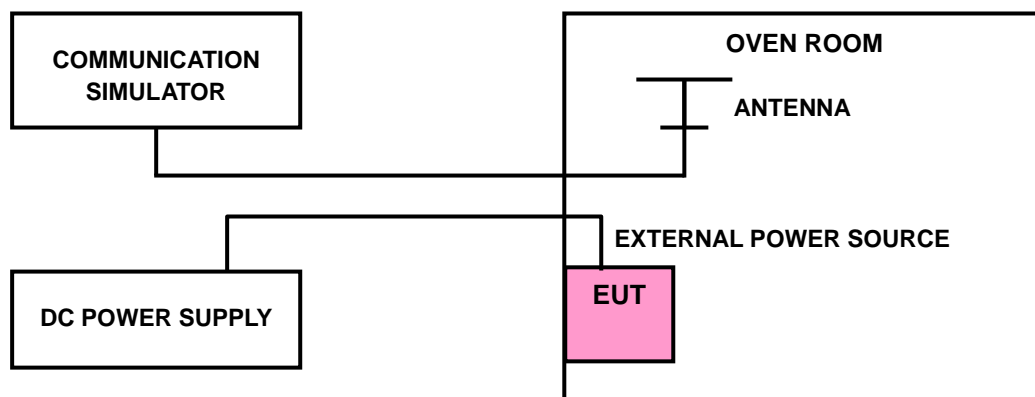 COMMUNICATION
SIMULATOR
OVEN ROOM
ANTENNA
EXTERNAL POWER SOURCE
EUT
DC POWER SUPPLY